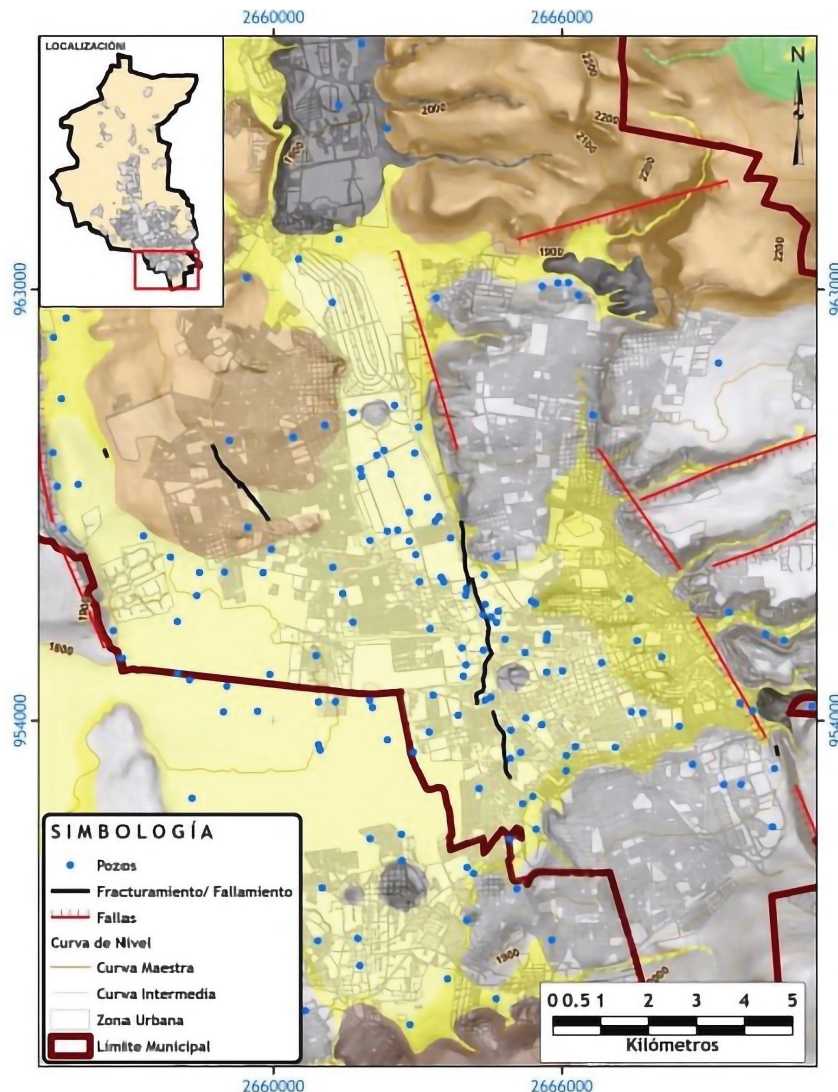 2660000 2666000
LOCALIZACIÓN
N
2200
2000
2200
2100
2200
1900
2200
1900
963000
963000
1900
1800
954000
954000
SIMBOLOGÍA
Pozos
Fracturamiento/ Fallamiento
Fallas
Curva de Nivel
Curva Maestra
Curva Intermedia
Zona Urbana
Límite Municipal
1900
0 0.5 1 2 3 4 5
Kilómetros
2660000 2666000